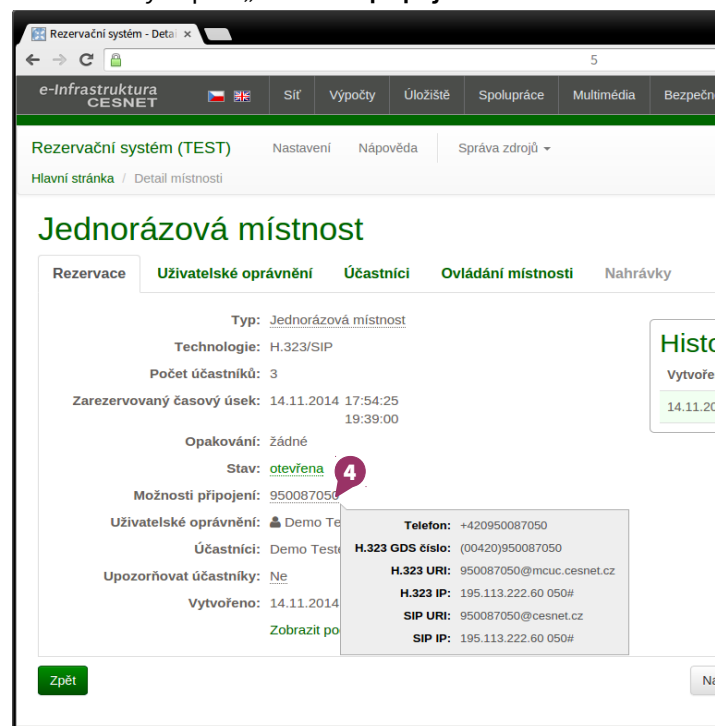 Rezervační systém - Detai ×
5
e-Infrastruktura
CESNET
Síť Výpočty Úložiště Spolupráce Multimédia Bezpečn
Rezervační systém (TEST) Nastavení Nápověda Správa zdrojů
Hlavní stránka / Detail místnosti
Jednorázová místnost
Rezervace Uživatelské oprávnění Účastníci Ovládání místnosti Nahrávky
Typ: Jednorázová místnost
Technologie: H.323/SIP
Počet účastníků: 3
Zarezervovaný časový úsek: 14.11.2014 17:54:25
19:39:00
Opakování: žádné
Stav: otevřena
4
Možnosti připojení: 950087050
Uživatelské oprávnění: Demo Te
Účastníci: Demo Teste
Upozorňovat účastníky: Ne
Vytvořeno: 14.11.2014
Zobrazit po
Telefon: +420950087050
H.323 GDS číslo: (00420)950087050
H.323 URI: 950087050@mcuc.cesnet.cz
H.323 IP: 195.113.222.60 050#
SIP URI: 950087050@cesnet.cz
SIP IP: 195.113.222.60 050#
Histo
Vytvoře
14.11.20
Zpět
Na